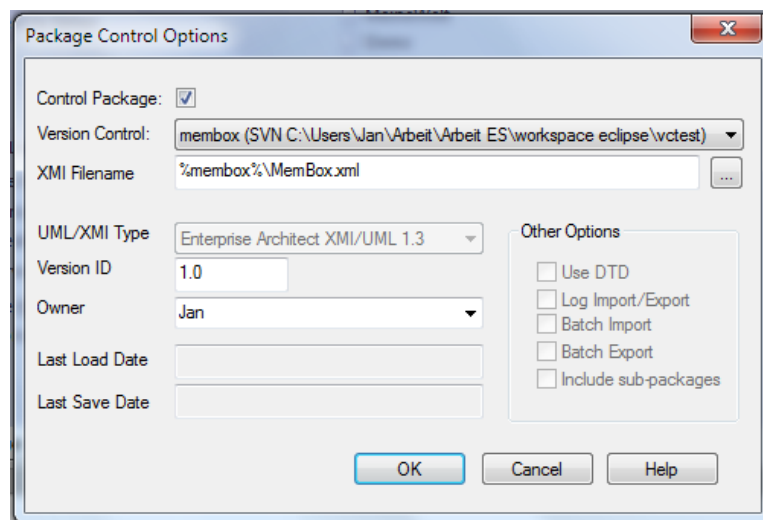 Package Control Options
Control Package:
Version Control: membox (SVN C:\Users\Jan\Arbeit\Arbeit ES\workspace eclipse\vctest)
XMI Filename %membox%\MemBox.xml ...
UML/XMI Type Enterprise Architect XMI/UML 1.3
Version ID 1.0
Owner Jan
Last Load Date
Last Save Date
Other Options
Use DTD
Log Import/Export
Batch Import
Batch Export
Include sub-packages
OK Cancel Help